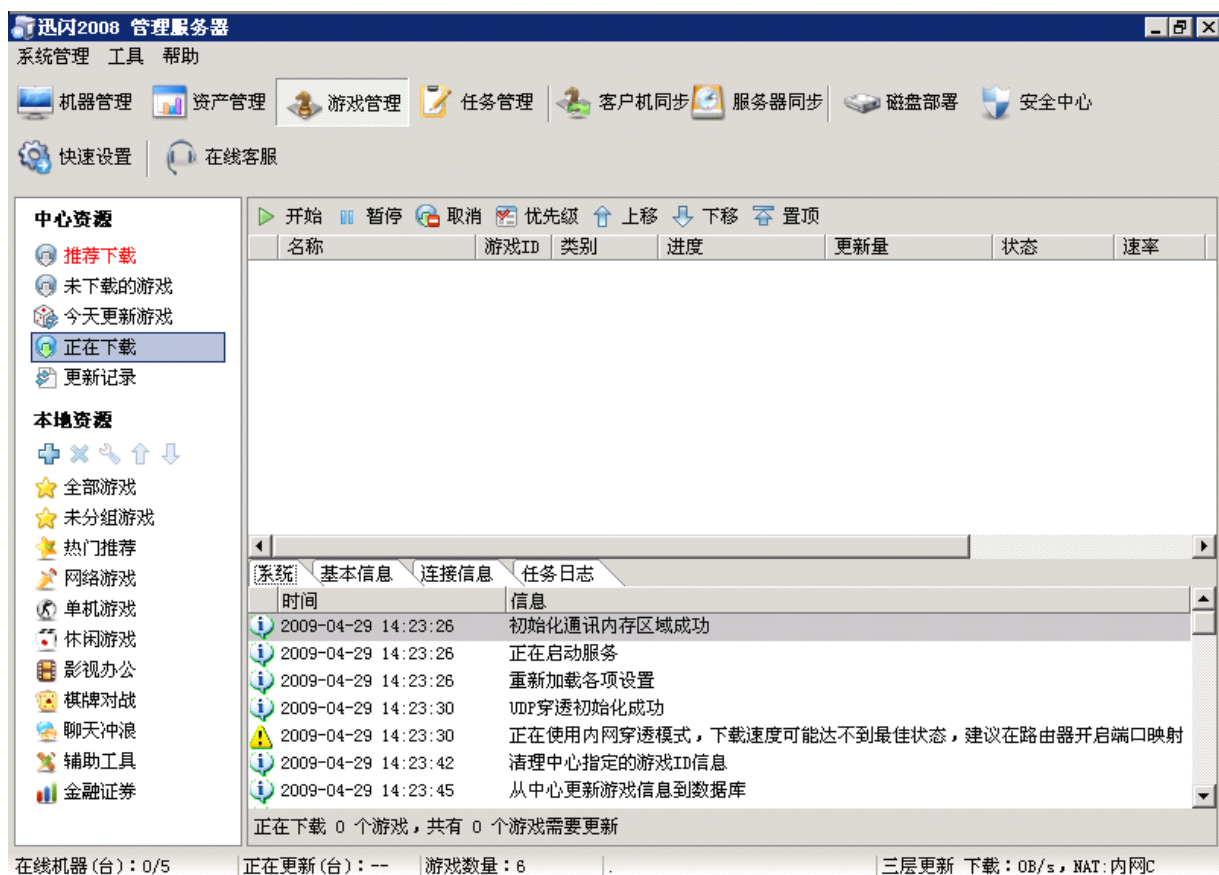 迅闪2008 管理服务器
系统管理 工具 帮助
机器管理 资产管理 游戏管理 任务管理 客户机同步 服务器同步 磁盘部署 安全中心
快速设置 在线客服
中心资源
推荐下载
未下载的游戏
今天更新游戏
正在下载
更新记录
本地资源
全部游戏
未分组游戏
热门推荐
网络游戏
单机游戏
休闲游戏
影视办公
棋牌对战
聊天冲浪
辅助工具
金融证券
开始 暂停 取消 优先级 上移 下移 置顶
名称 游戏ID 类别 进度 更新量 状态 速率
系统 基本信息 连接信息 任务日志
时间 信息
2009-04-29 14:23:26 初始化通讯内存区域成功
2009-04-29 14:23:26 正在启动服务
2009-04-29 14:23:26 重新加载各项设置
2009-04-29 14:23:30 UDP穿透初始化成功
2009-04-29 14:23:30 正在使用内网穿透模式，下载速度可能达不到最佳状态，建议在路由器开启端口映射
2009-04-29 14:23:42 清理中心指定的游戏ID信息
2009-04-29 14:23:45 从中心更新游戏信息到数据库
正在下载 0 个游戏，共有 0 个游戏需要更新
在线机器(台)：0/5 正在更新(台)：-- 游戏数量：6 . 三层更新 下载：0B/s，NAT:内网C